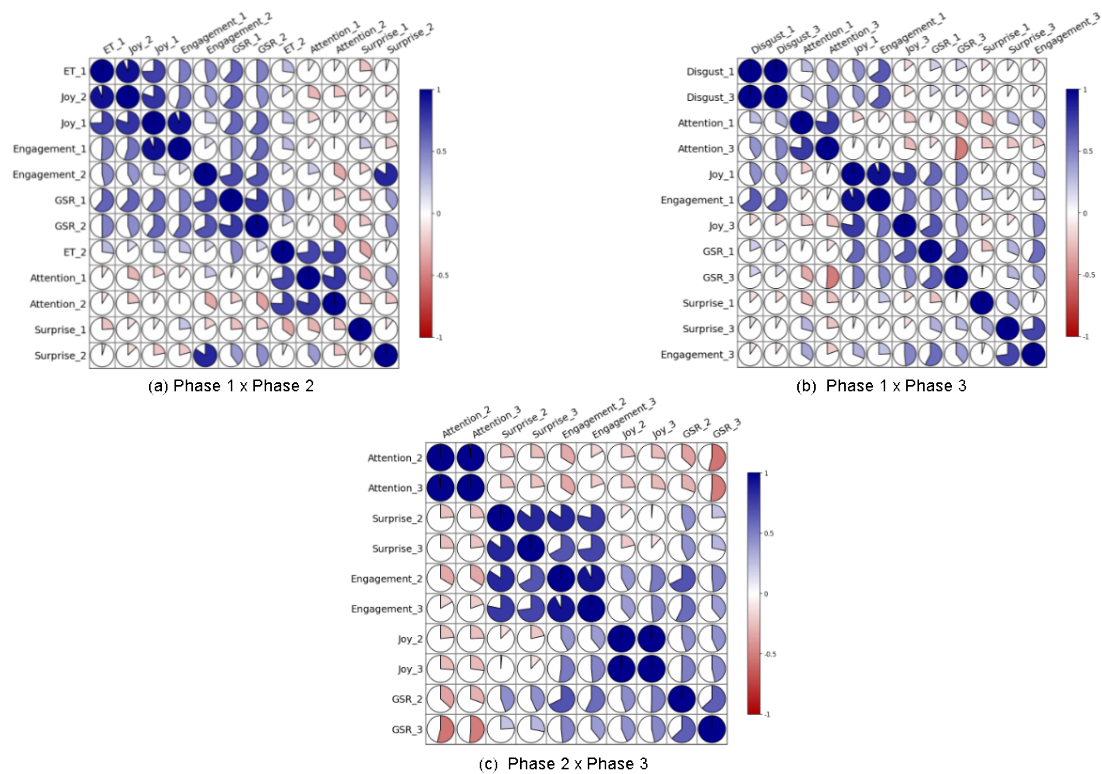 ET_1 Joy_2 Joy_1 Engagement_1 Engagement_2 GSR_1 GSR_2 ET_2 Attention_1 Attention_2 Surprise_1 Surprise_2
ET_1
Joy_2
Joy_1
Engagement_1
Engagement_2
GSR_1
GSR_2
ET_2
Attention_1
Attention_2
Surprise_1
Surprise_2
1
0.5
0
-0.5
-1
(a) Phase 1 x Phase 2
Disgust_1 Disgust_3 Attention_1 Attention_3 Joy_1 Engagement_1 Joy_3 GSR_1 GSR_3 Surprise_1 Surprise_3 Engagement_3
Disgust_1
Disgust_3
Attention_1
Attention_3
Joy_1
Engagement_1
Joy_3
GSR_1
GSR_3
Surprise_1
Surprise_3
Engagement_3
1
0.5
0
-0.5
-1
(b) Phase 1 x Phase 3
Attention_2 Attention_3 Surprise_2 Surprise_3 Engagement_2 Engagement_3 Joy_2 Joy_3 GSR_2 GSR_3
Attention_2
Attention_3
Surprise_2
Surprise_3
Engagement_2
Engagement_3
Joy_2
Joy_3
GSR_2
GSR_3
1
0.5
0
-0.5
-1
(c) Phase 2 x Phase 3